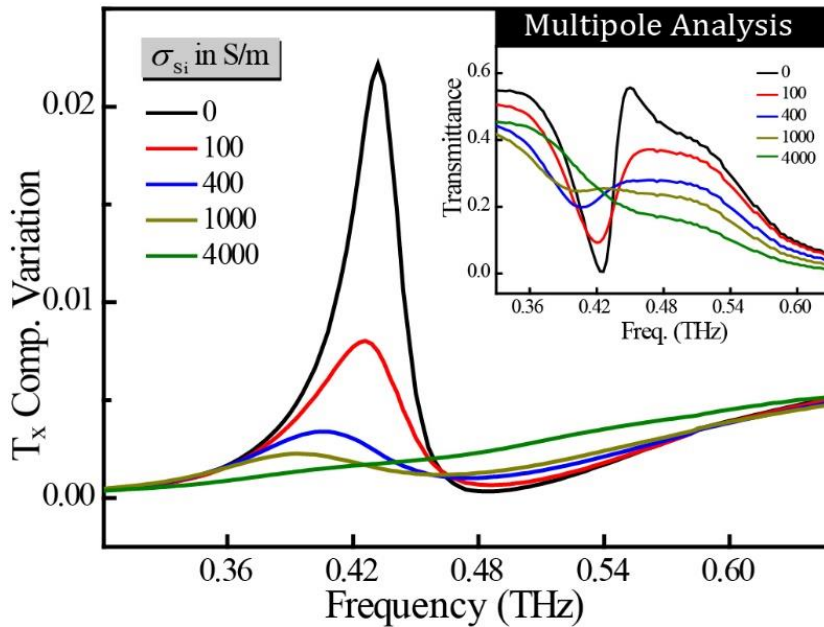 Multipole Analysis
σSi in S/m
0
100
400
1000
4000
0.02
0.01
0.00
Tx Comp. Variation
0.36 0.42 0.48 0.54 0.60
Frequency (THz)
0
100
400
1000
4000
0.6
0.4
0.2
0.0
Transmittance
0.36 0.42 0.48 0.54 0.60
Freq. (THz)